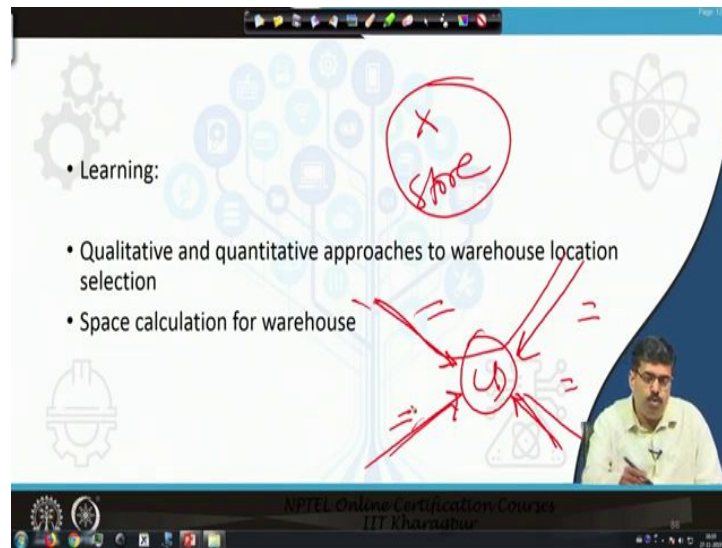 X
Store
• Learning:
• Qualitative and quantitative approaches to warehouse location
selection
• Space calculation for warehouse
NPTEL Online Certification Courses
IIT Kharagpur